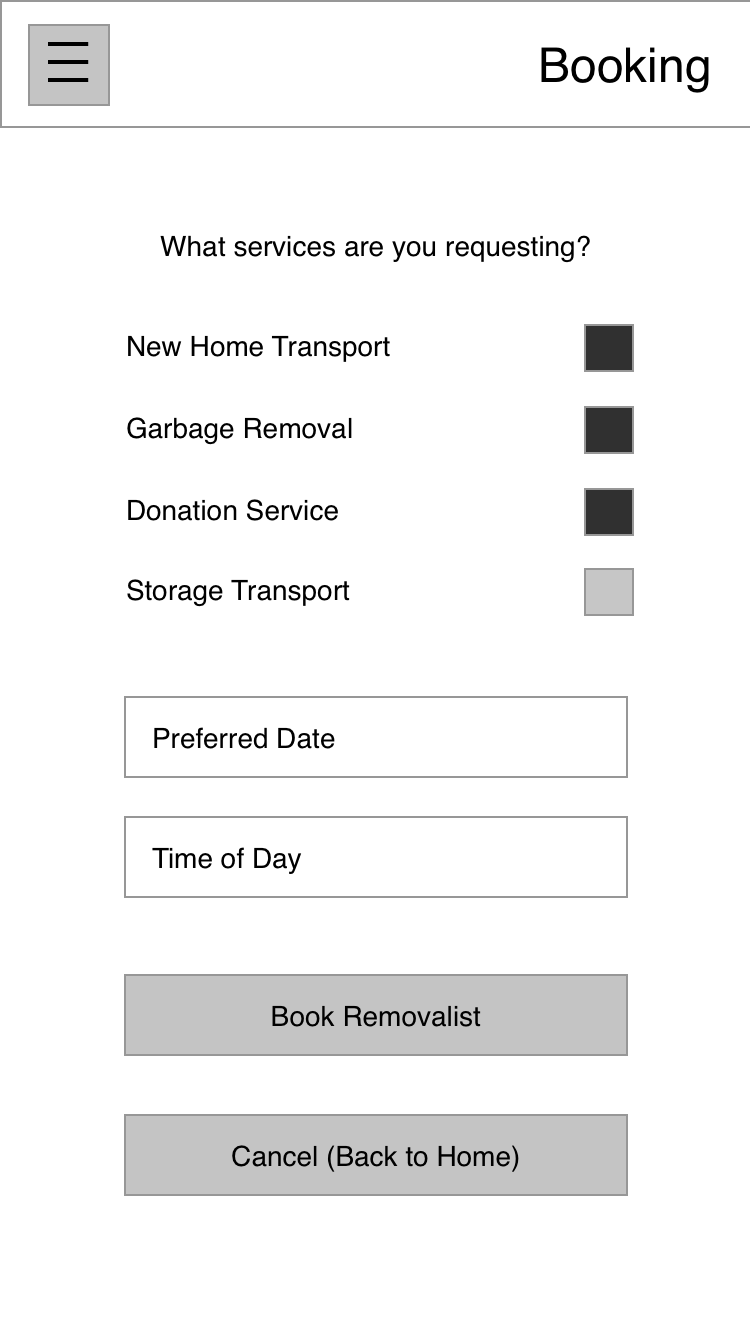 Booking
What services are you requesting?
New Home Transport
Garbage Removal
Donation Service
Storage Transport
Preferred Date
Time of Day
Book Removalist
Cancel (Back to Home)